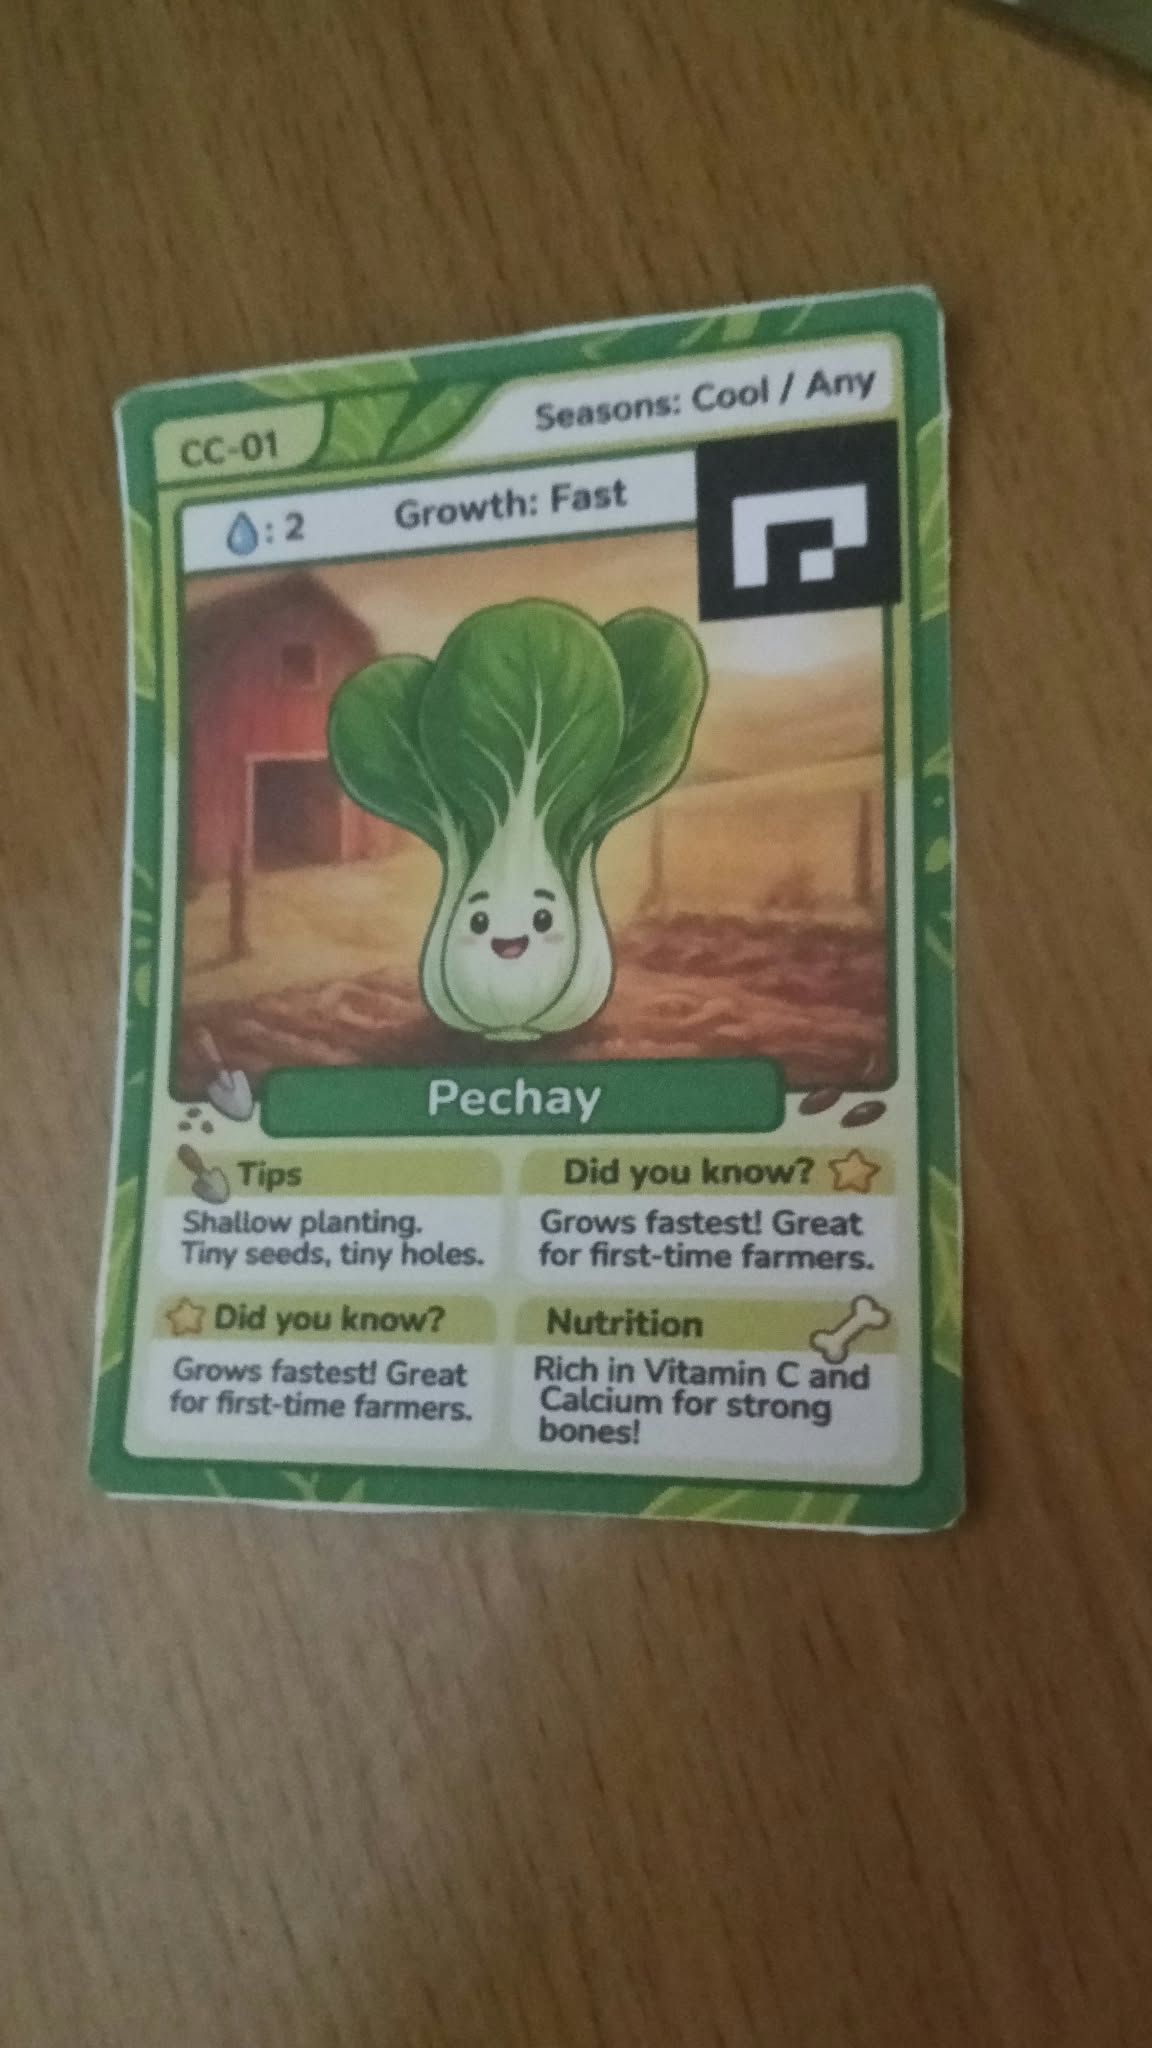 CC-01
Seasons: Cool / Any
: 2
Growth: Fast
Pechay
Tips
Shallow planting.
Tiny seeds, tiny holes.
Did you know?
Grows fastest! Great
for first-time farmers.
Did you know?
Grows fastest! Great
for first-time farmers.
Nutrition
Rich in Vitamin C and
Calcium for strong
bones!